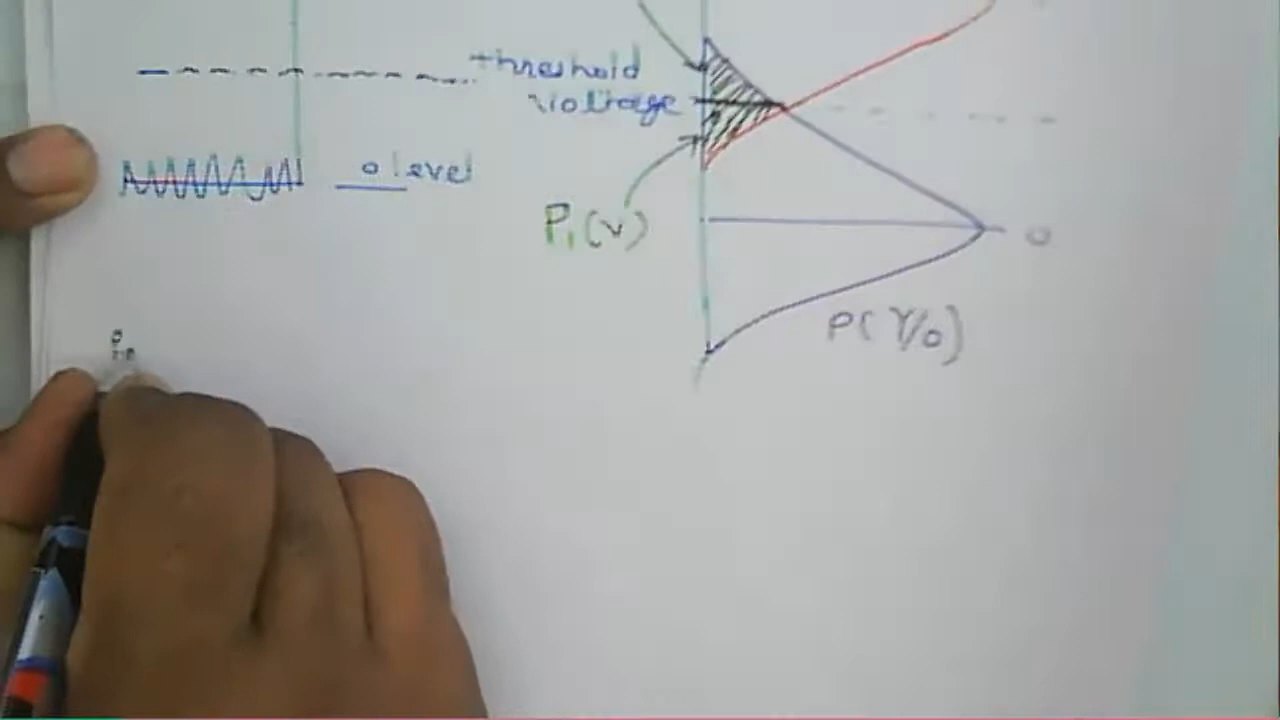 threshold
voltage
0 level
P₁(v)
0
P(Y/0)